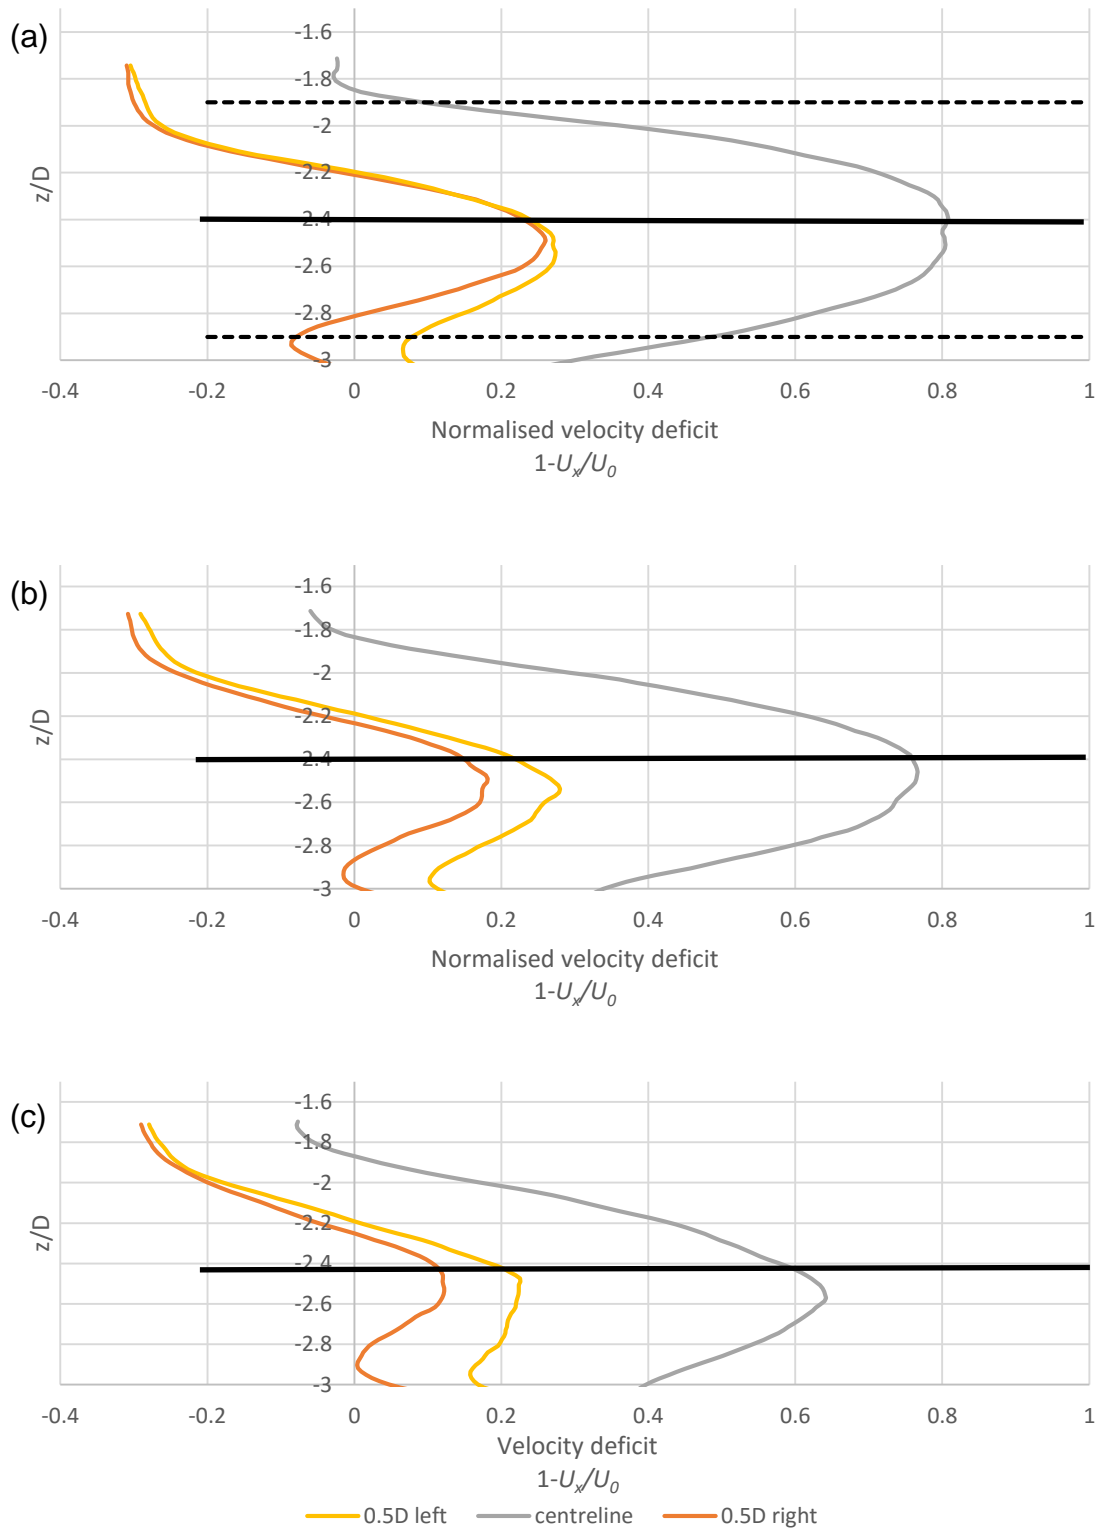 (a)
-1.6
-1.8
-2
-2.2
-2.4
-2.6
-2.8
-3
z/D
-0.4 -0.2 0 0.2 0.4 0.6 0.8 1
Normalised velocity deficit
1-Ux/U0
(b)
-1.6
-1.8
-2
-2.2
-2.4
-2.6
-2.8
-3
z/D
-0.4 -0.2 0 0.2 0.4 0.6 0.8 1
Normalised velocity deficit
1-Ux/U0
(c)
-1.6
-1.8
-2
-2.2
-2.4
-2.6
-2.8
-3
z/D
-0.4 -0.2 0 0.2 0.4 0.6 0.8 1
Velocity deficit
1-Ux/U0
0.5D left centreline 0.5D right